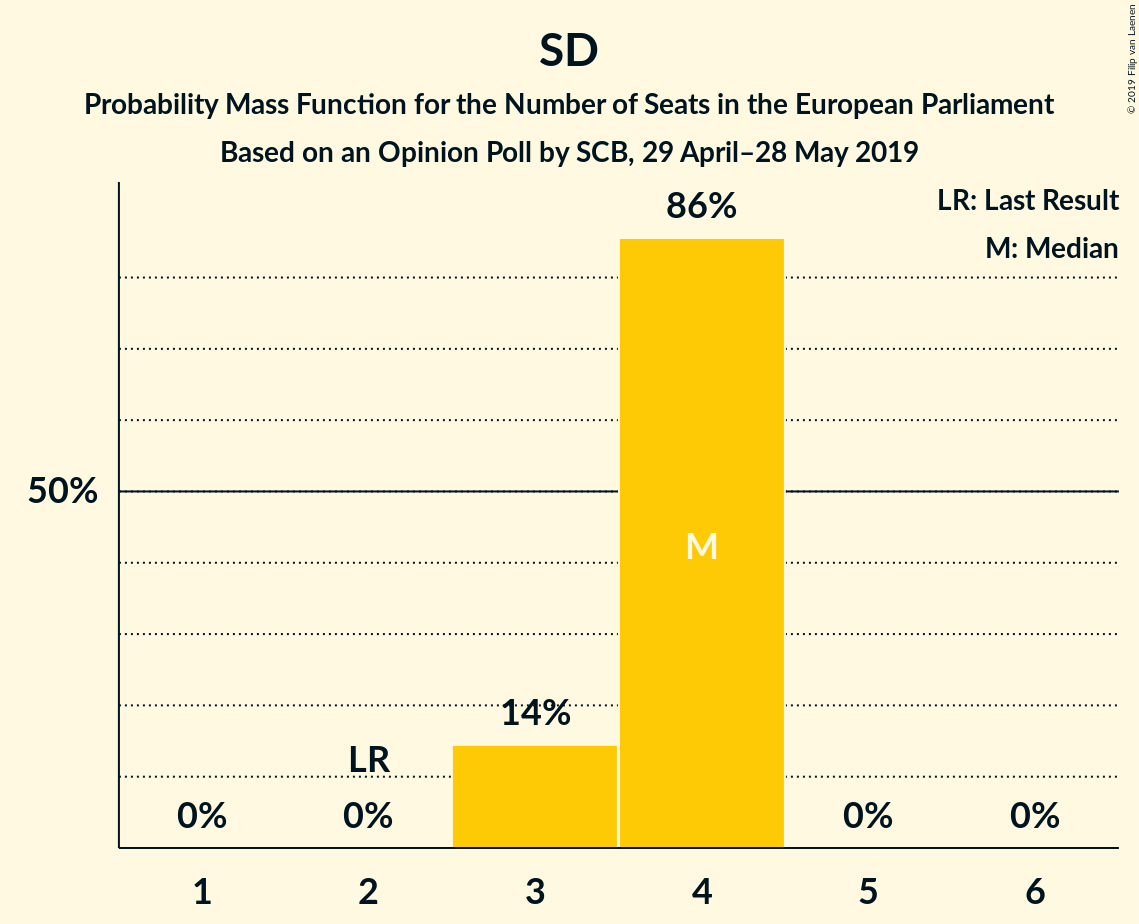 SD
Probability Mass Function for the Number of Seats in the European Parliament
Based on an Opinion Poll by SCB, 29 April–28 May 2019
© 2019 Filip van Laenen
LR: Last Result
M: Median
86%
50%
M
14%
LR
0%
0%
0%
0%
1
2
3
4
5
6